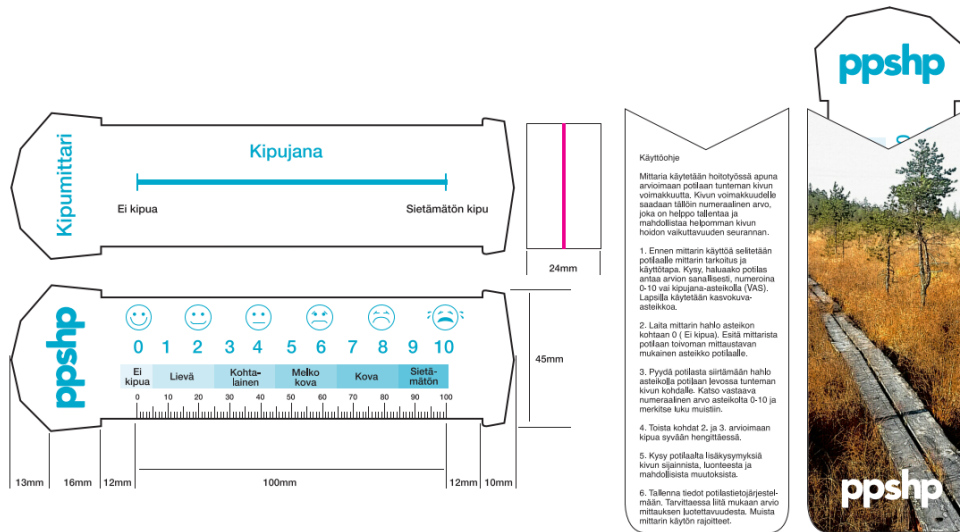 Kipumittari
Kipujana
Ei kipua
Sietämätön kipu
24mm
ppshp
0 1 2 3 4 5 6 7 8 9 10
Ei kipua
Lievä
Kohta-
lainen
Melko
kova
Kova
Sietä-
mätön
0 10 20 30 40 50 60 70 80 90 100
45mm
13mm
16mm
12mm
100mm
12mm
10mm
Käyttöohje
Mittaria käytetään hoitotyössä apuna
arvioimaan potilaan tunteman kivun
voimakkuutta. Kivun voimakkuudelle
saadaan tällöin numeraalinen arvo,
joka on helppo tallentaa ja
mahdollistaa helpomman kivun
hoidon vaikuttavuuden seurannan.
1. Ennen mittarin käyttöä selitetään
potilaalle mittarin tarkoitus ja
käyttötapa. Kysy, haluaako potilas
antaa arvion sanallisesti, numeroina
0-10 vai kipujana-asteikolla (VAS).
Lapsilla käytetään kasvokuva-
asteikkoa.
2. Laita mittarin hahlo asteikon
kohtaan 0 ( Ei kipua). Esitä mittarista
potilaan toivoman mittaustavan
mukainen asteikko potilaalle.
3. Pyydä potilasta siirtämään hahlo
asteikolla potilaan levossa tunteman
kivun kohdalle. Katso vastaava
numeraalinen arvo asteikolta 0-10 ja
merkitse luku muistiin.
4. Toista kohdat 2. ja 3. arvioimaan
kipua syvään hengittäessä.
5. Kysy potilaalta lisäkysymyksiä
kivun sijainnista, luonteesta ja
mahdollisista muutoksista.
6. Tallenna tiedot potilastietojärjestel-
mään. Tarvittaessa liitä mukaan arvio
mittauksen luotettavuudesta. Muista
mittarin käytön rajoitteet.
ppshp
ppshp